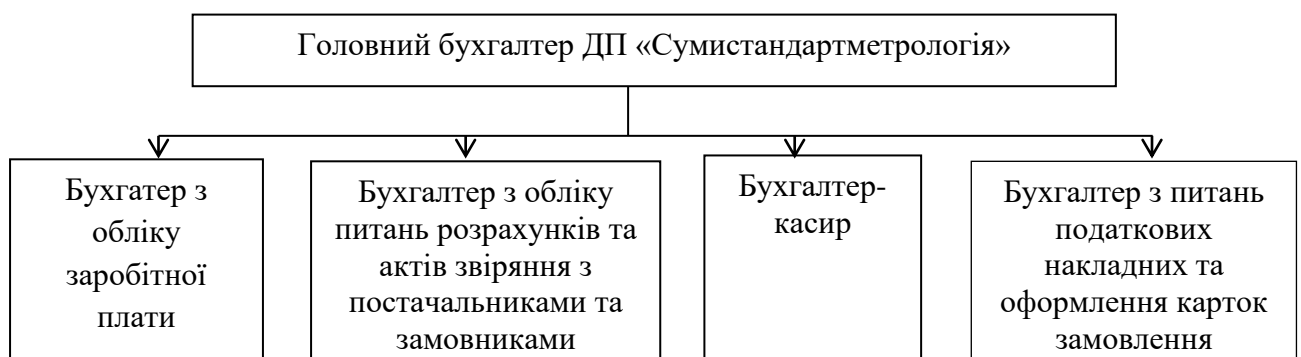 Головний бухгалтер ДП «Сумистандартметрологія»
Бухгатер з
обліку
заробітної
плати
Бухгалтер з обліку
питань розрахунків та
актів звіряння з
постачальниками та
замовниками
Бухгалтер-
касир
Бухгалтер з питань
податкових
накладних та
оформлення карток
замовлення